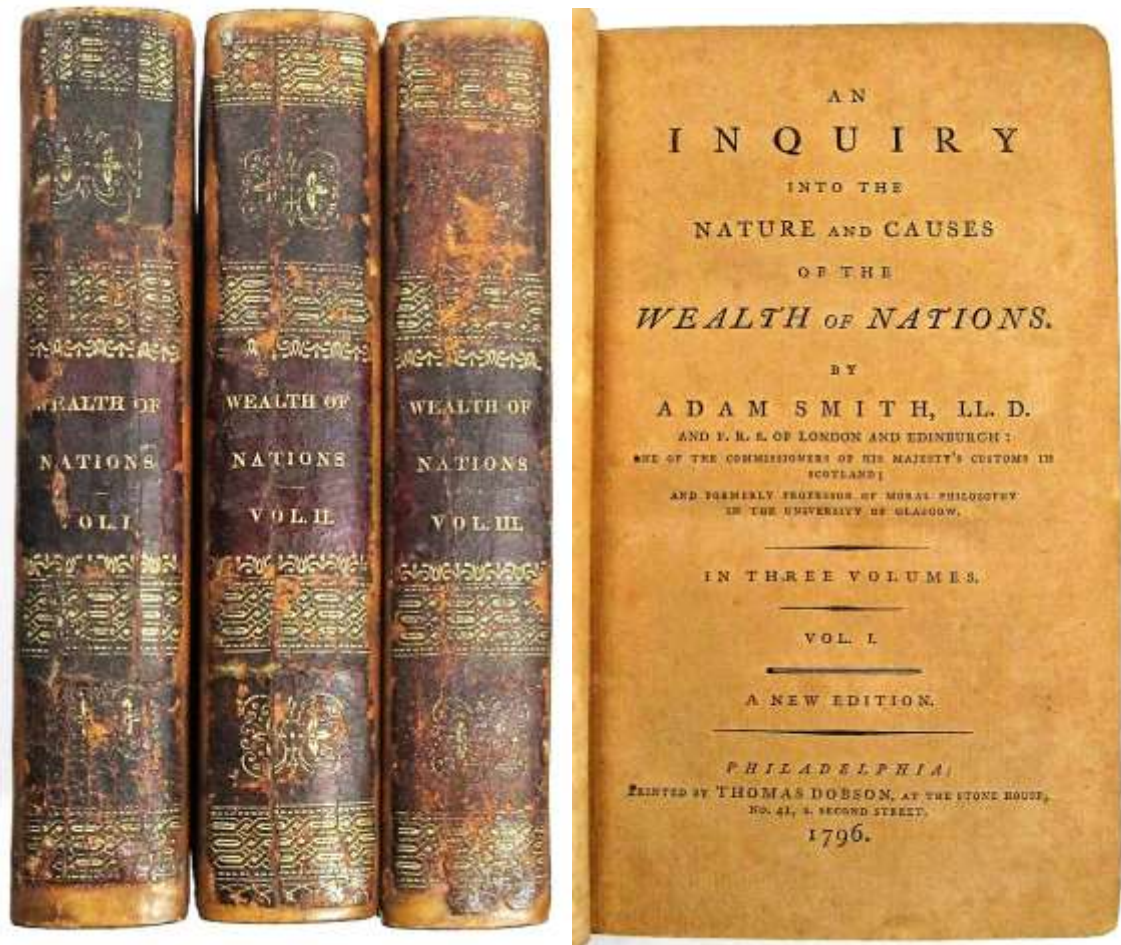 WEALTH OF
NATIONS
VOL. I.
WEALTH OF
NATIONS
VOL. II.
WEALTH OF
NATIONS
VOL. III.
AN
INQUIRY
INTO THE
NATURE AND CAUSES
OF THE
WEALTH OF NATIONS.
BY
ADAM SMITH, LL. D.
AND F. R. S. OF LONDON AND EDINBURGH:
ONE OF THE COMMISSIONERS OF HIS MAJESTY'S CUSTOMS IN
SCOTLAND;
AND FORMERLY PROFESSOR OF MORAL PHILOSOPHY
IN THE UNIVERSITY OF GLASGOW.
IN THREE VOLUMES.
VOL. I.
A NEW EDITION.
PHILADELPHIA:
PRINTED BY THOMAS DOBSON, AT THE STONE HOUSE,
NO. 41, S. SECOND STREET.
1796.